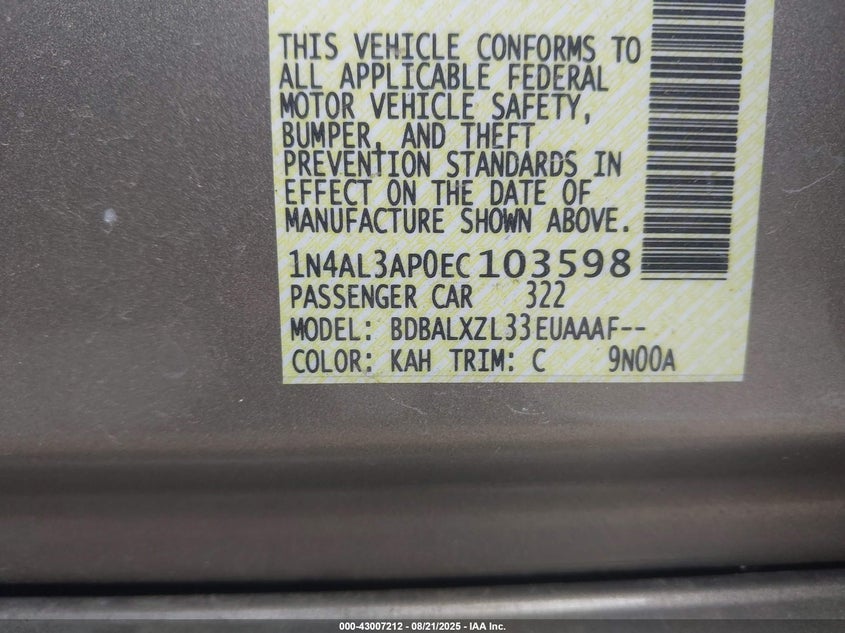 THIS VEHICLE CONFORMS TO
ALL APPLICABLE FEDERAL
MOTOR VEHICLE SAFETY,
BUMPER, AND THEFT
PREVENTION STANDARDS IN
EFFECT ON THE DATE OF
MANUFACTURE SHOWN ABOVE.
1N4AL3AP0EC103598
PASSENGER CAR 322
MODEL: BDBALXZL33EUAAAF--
COLOR: KAH TRIM: C 9N00A
000-43007212 - 08/21/2025 - IAA Inc.